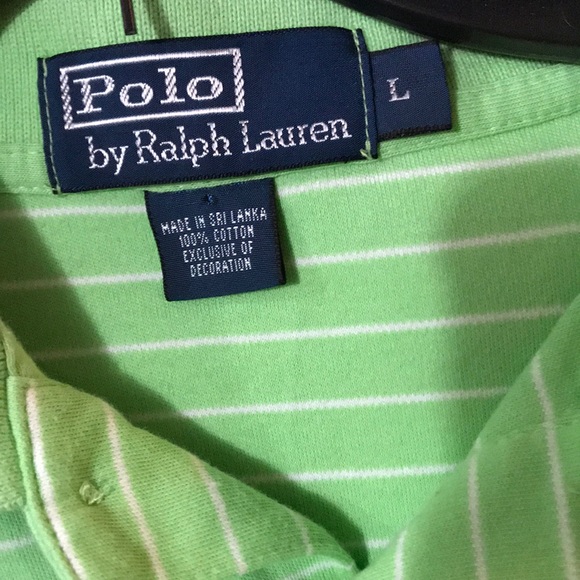 Polo
by Ralph Lauren
L
MADE IN SRI LANKA
100% COTTON
EXCLUSIVE OF
DECORATION